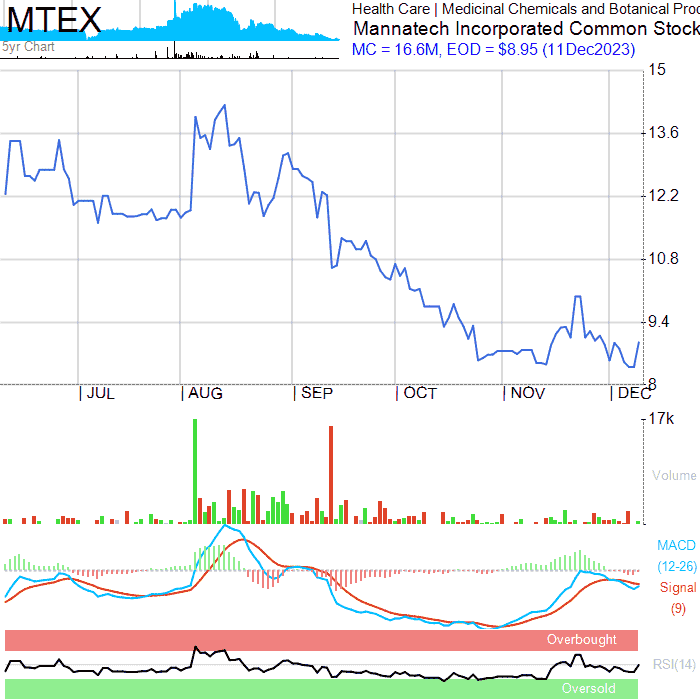 MTEX
5yr Chart
Health Care | Medicinal Chemicals and Botanical Proc
Mannatech Incorporated Common Stock
MC = 16.6M, EOD = $8.95 (11Dec2023)
15
13.6
12.2
10.8
9.4
8
JUL AUG SEP OCT NOV DEC
17k
Volume
MACD
(12-26)
Signal
(9)
Overbought
RSI(14)
Oversold